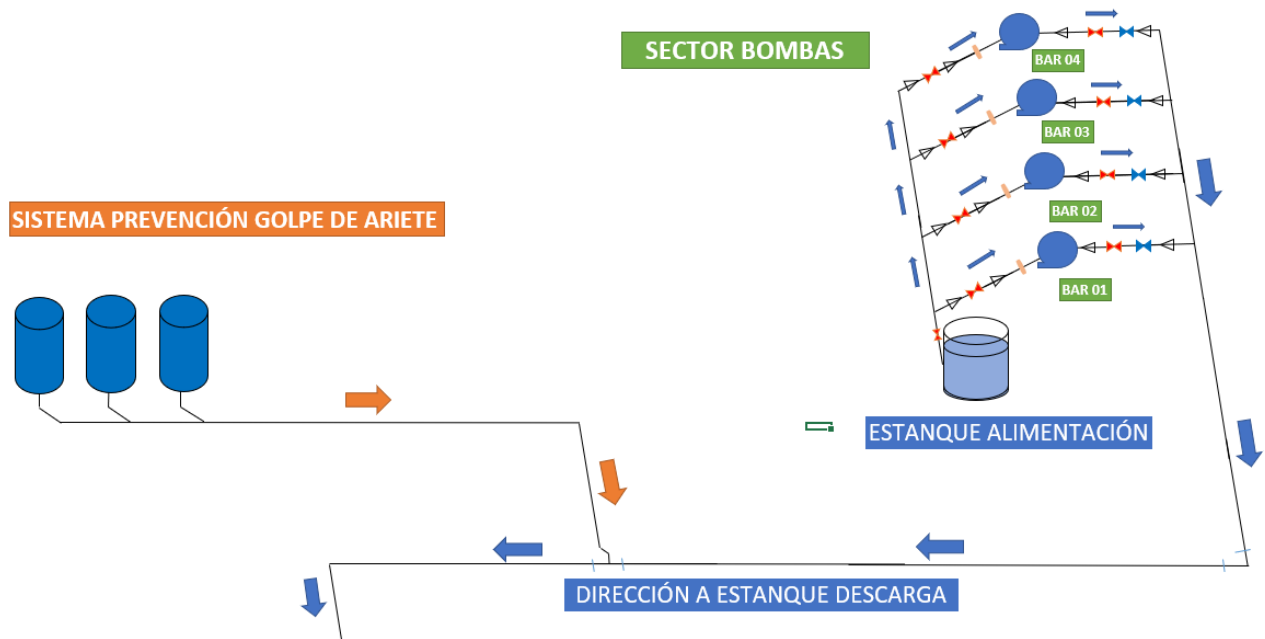 SECTOR BOMBAS
BAR 04
BAR 03
BAR 02
BAR 01
SISTEMA PREVENCIÓN GOLPE DE ARIETE
ESTANQUE ALIMENTACIÓN
DIRECCIÓN A ESTANQUE DESCARGA